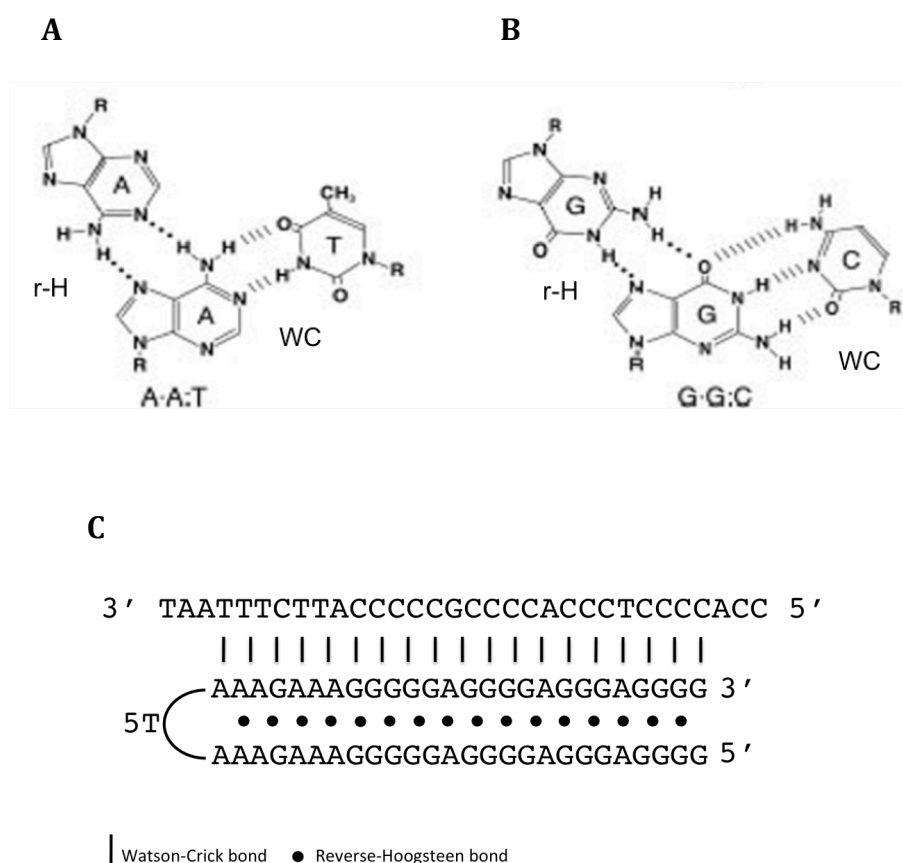 A B
R
N N
A
N N
H N
H
H H
N
O
CH₃
T
H N
N R
O
N N
A
N N
R
r-H
WC
A·A:T
R
N N
G
N N H
O N H
H
O
H N H
N C
O N
R
N N H
G
N N H
N H
R
r-H
WC
G·G:C
C
3’ TAATTTCTTACCCCCGCCCCACCCTCCCCACC 5’
AAAGAAAGGGGGAGGGGAGGGAGGGG 3’
5T
AAAGAAAGGGGGAGGGGAGGGAGGGG 5’
Watson-Crick bond ● Reverse-Hoogsteen bond